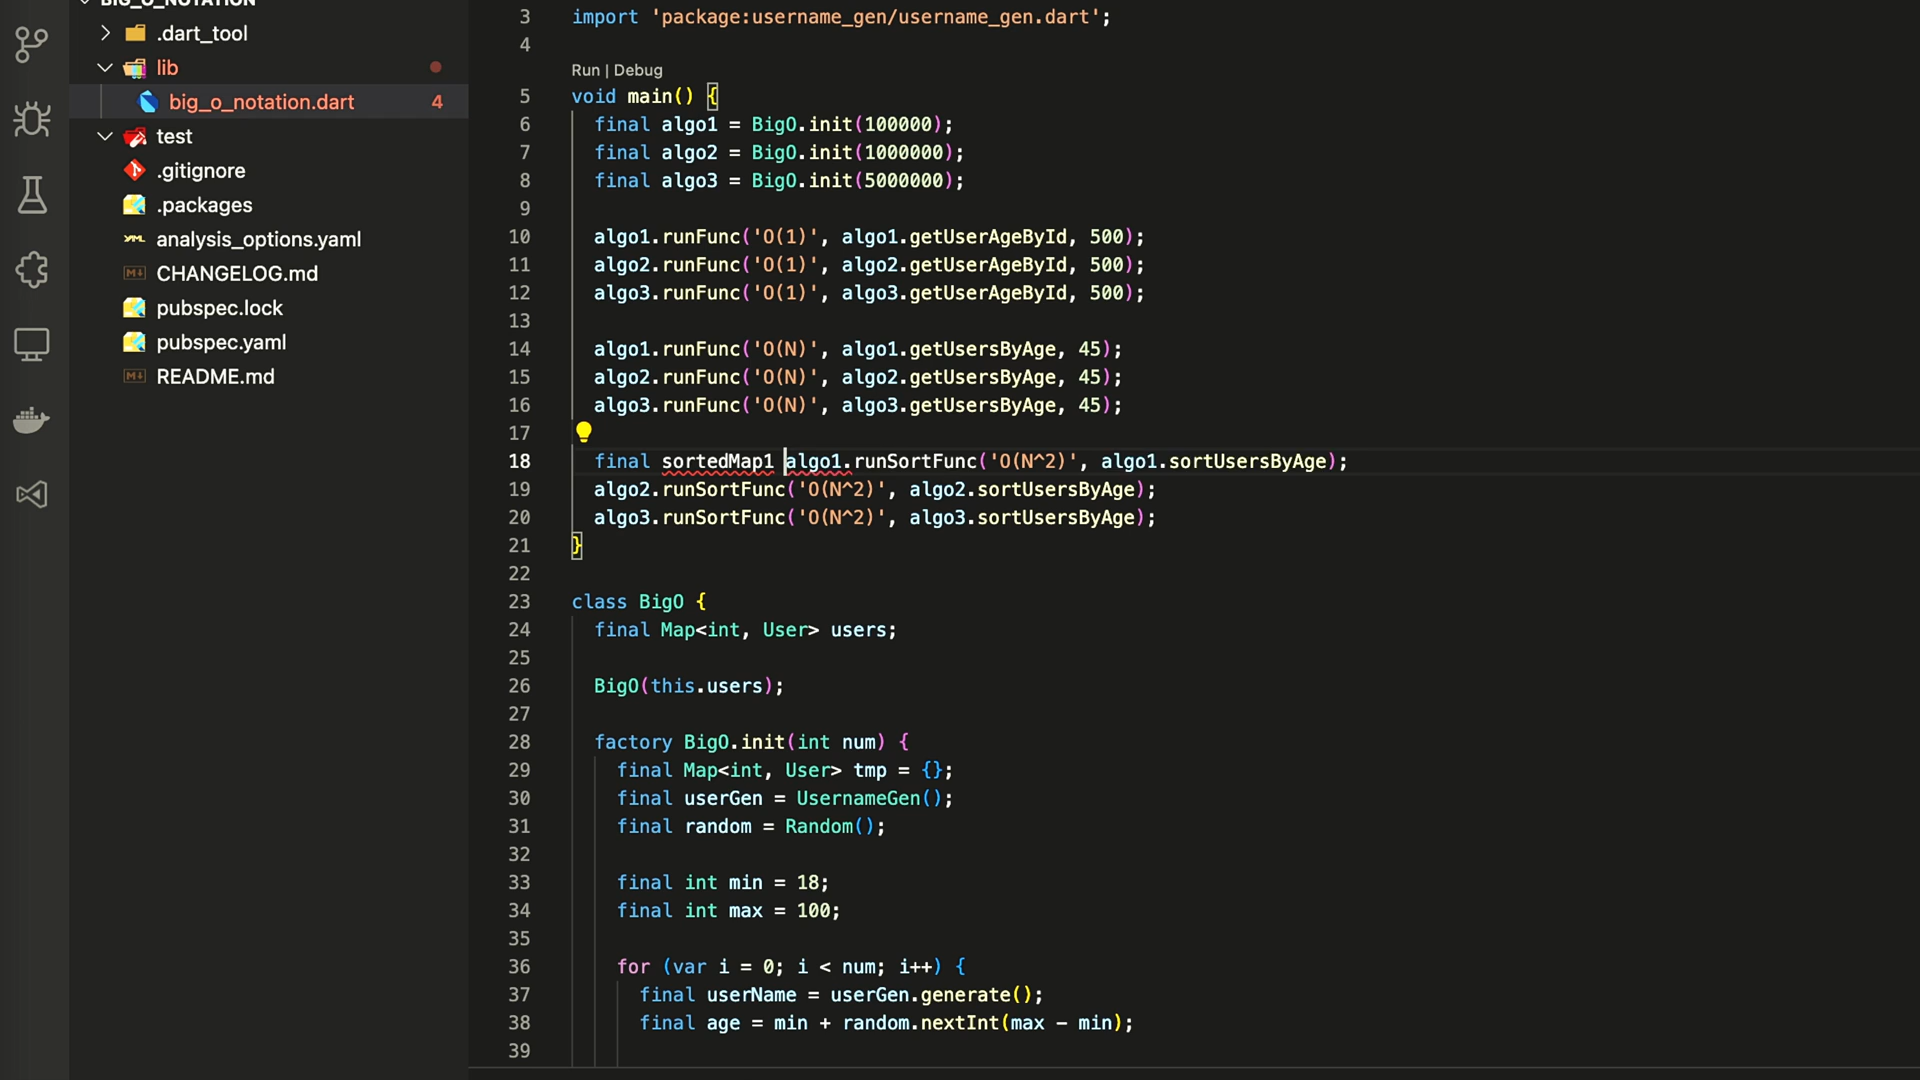 BIG_O_NOTATION
.dart_tool
lib
big_o_notation.dart 4
test
.gitignore
.packages
analysis_options.yaml
CHANGELOG.md
pubspec.lock
pubspec.yaml
README.md
3 import 'package:username_gen/username_gen.dart';
4
Run | Debug
5 void main() {
6 final algo1 = BigO.init(100000);
7 final algo2 = BigO.init(1000000);
8 final algo3 = BigO.init(5000000);
9
10 algo1.runFunc('O(1)', algo1.getUserAgeById, 500);
11 algo2.runFunc('O(1)', algo2.getUserAgeById, 500);
12 algo3.runFunc('O(1)', algo3.getUserAgeById, 500);
13
14 algo1.runFunc('O(N)', algo1.getUsersByAge, 45);
15 algo2.runFunc('O(N)', algo2.getUsersByAge, 45);
16 algo3.runFunc('O(N)', algo3.getUsersByAge, 45);
17
18 final sortedMap1 algo1.runSortFunc('O(N^2)', algo1.sortUsersByAge);
19 algo2.runSortFunc('O(N^2)', algo2.sortUsersByAge);
20 algo3.runSortFunc('O(N^2)', algo3.sortUsersByAge);
21 }
22
23 class BigO {
24 final Map<int, User> users;
25
26 BigO(this.users);
27
28 factory BigO.init(int num) {
29 final Map<int, User> tmp = {};
30 final userGen = UsernameGen();
31 final random = Random();
32
33 final int min = 18;
34 final int max = 100;
35
36 for (var i = 0; i < num; i++) {
37 final userName = userGen.generate();
38 final age = min + random.nextInt(max - min);
39